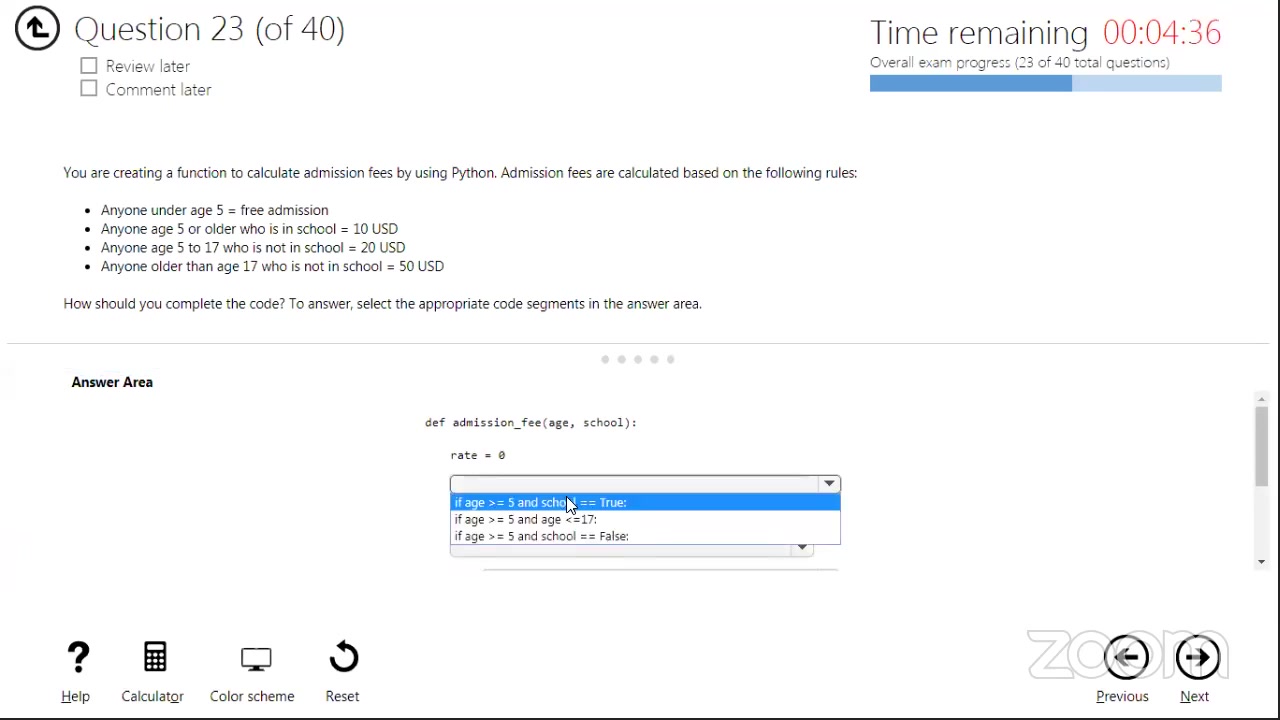 Question 23 (of 40)
Time remaining 00:04:36
Review later
Overall exam progress (23 of 40 total questions)
Comment later
You are creating a function to calculate admission fees by using Python. Admission fees are calculated based on the following rules:
• Anyone under age 5 = free admission
• Anyone age 5 or older who is in school = 10 USD
• Anyone age 5 to 17 who is not in school = 20 USD
• Anyone older than age 17 who is not in school = 50 USD
How should you complete the code? To answer, select the appropriate code segments in the answer area.
Answer Area
def admission_fee(age, school):
rate = 0
if age >= 5 and school == True:
if age >= 5 and age <=17:
if age >= 5 and school == False:
zoom
Help
Calculator
Color scheme
Reset
Previous
Next